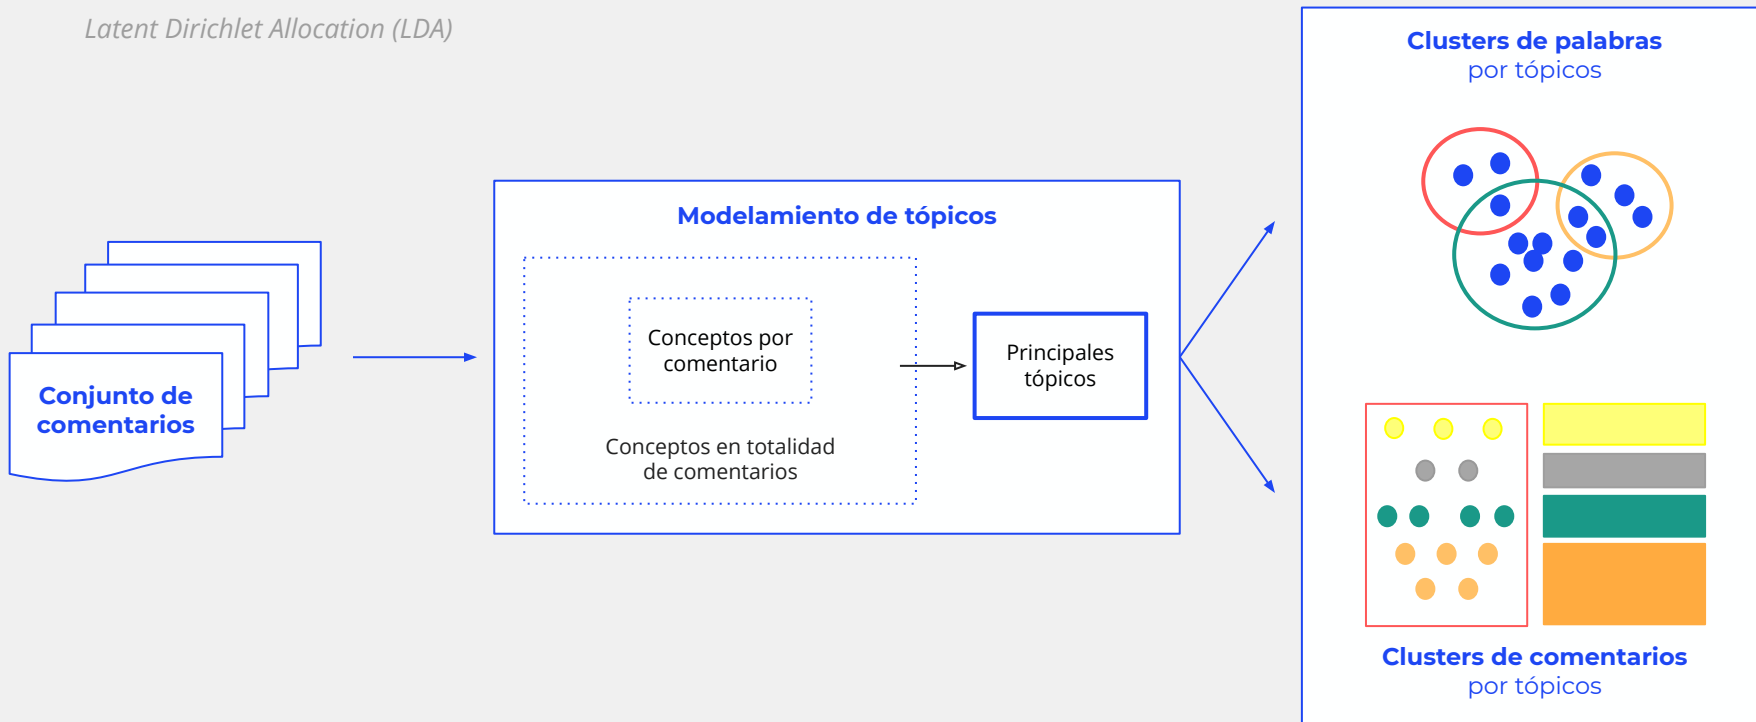 Latent Dirichlet Allocation (LDA)
Conjunto de
comentarios
Modelamiento de tópicos
Conceptos por
comentario
Conceptos en totalidad
de comentarios
Principales
tópicos
Clusters de palabras
por tópicos
Clusters de comentarios
por tópicos